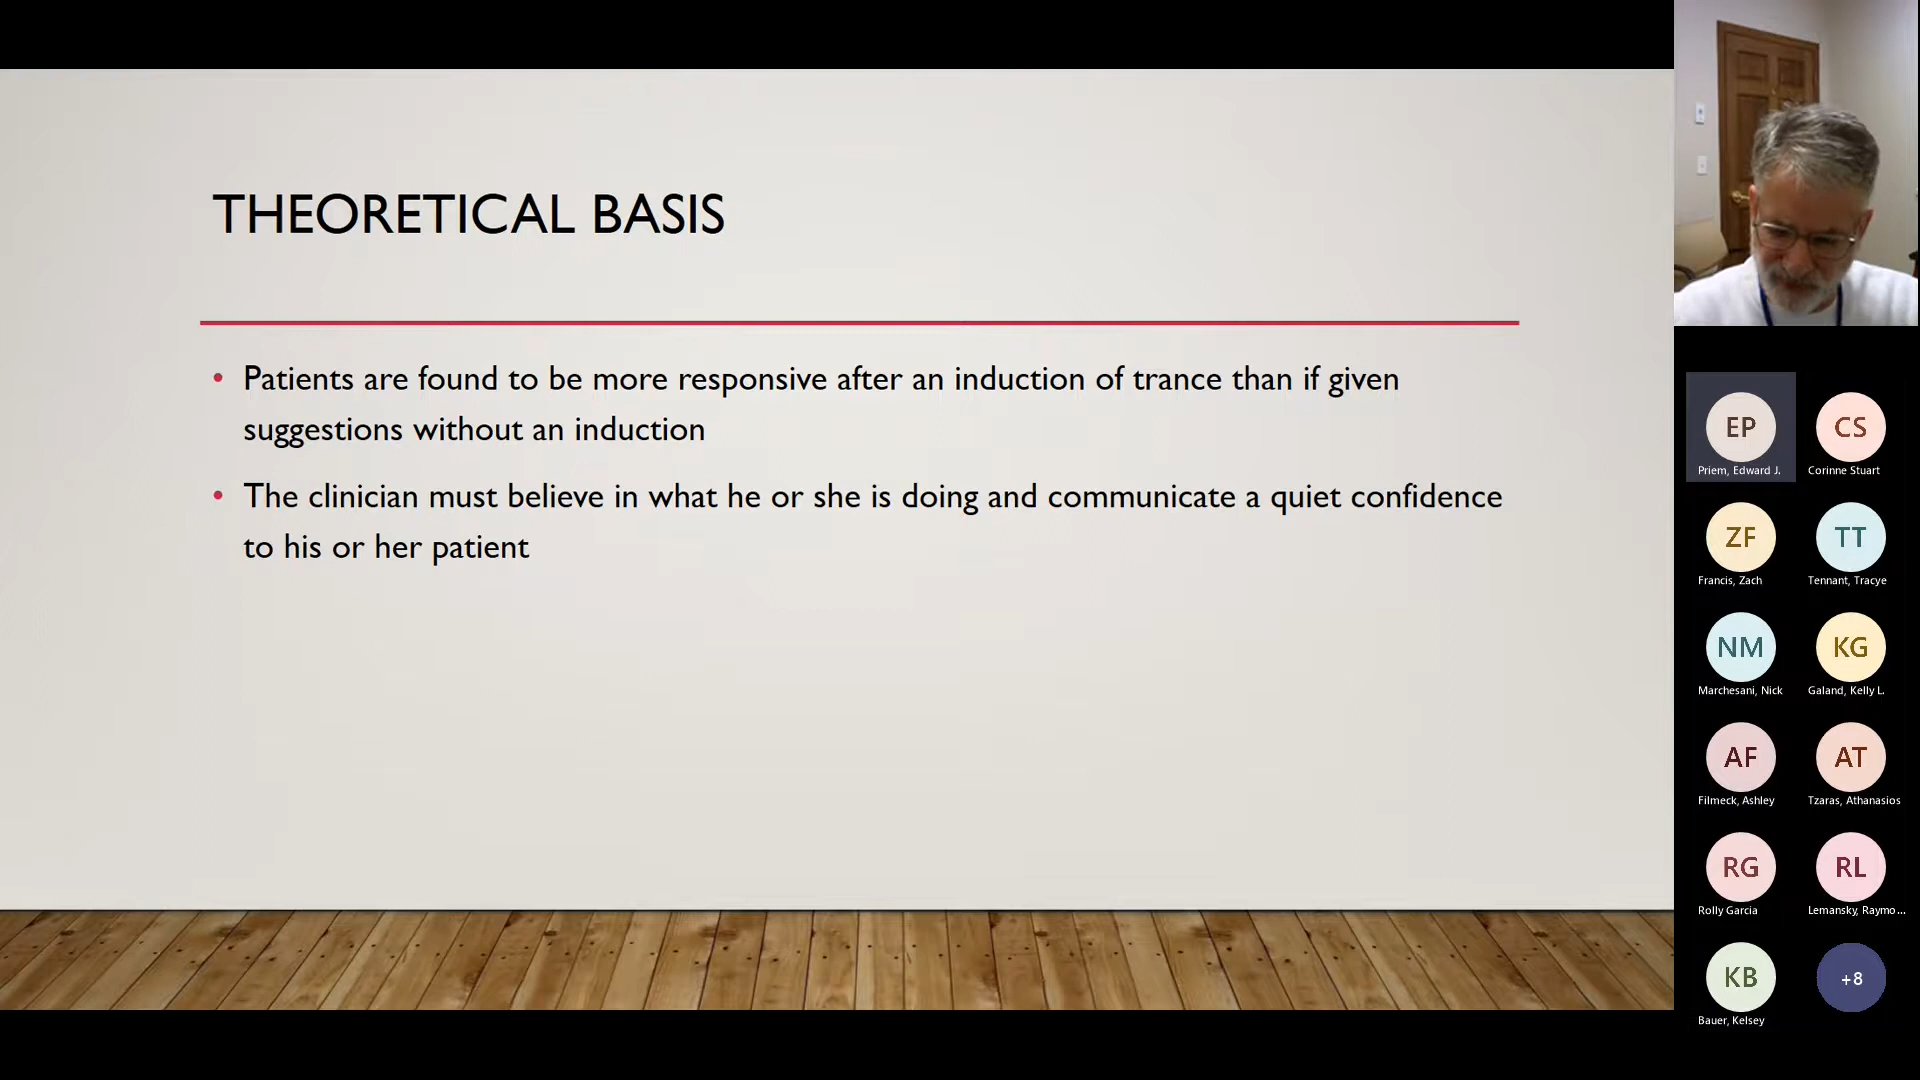 THEORETICAL BASIS
• Patients are found to be more responsive after an induction of trance than if given
suggestions without an induction
• The clinician must believe in what he or she is doing and communicate a quiet confidence
to his or her patient
EP
Priem, Edward J.
CS
Corinne Stuart
ZF
Francis, Zach
TT
Tennant, Tracye
NM
Marchesani, Nick
KG
Galand, Kelly L.
AF
Filmeck, Ashley
AT
Tzaras, Athanasios
RG
Rolly Garcia
RL
Lemansky, Raymo...
KB
Bauer, Kelsey
+8